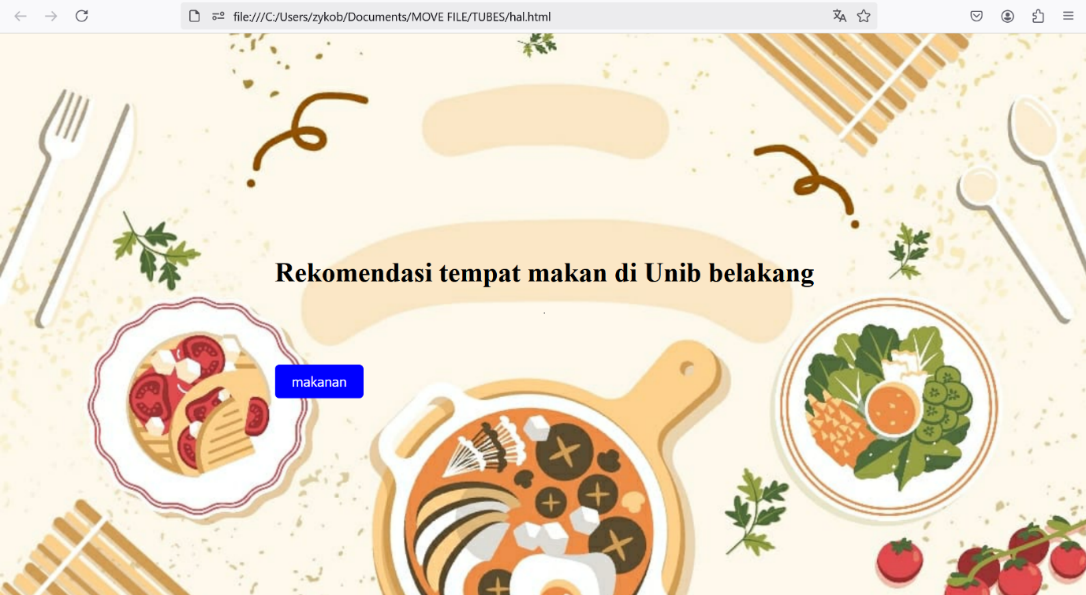 file:///C:/Users/zykob/Documents/MOVE FILE/TUBES/hal.html
Rekomendasi tempat makan di Unib belakang
makanan